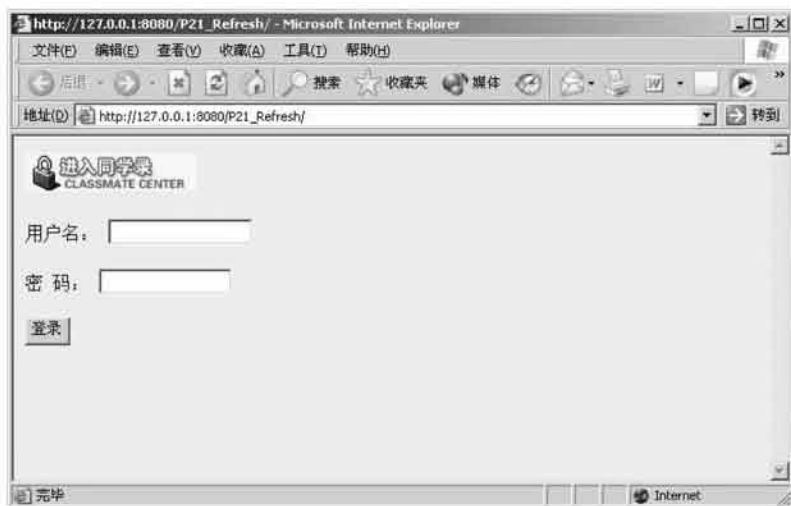 http://127.0.0.1:8080/P21_Refresh/ - Microsoft Internet Explorer
文件(F) 编辑(E) 查看(V) 收藏(A) 工具(T) 帮助(H)
后退 搜索 收藏夹 媒体 W »
地址(D) http://127.0.0.1:8080/P21_Refresh/ 转到
进入同学录
CLASSMATE CENTER
用户名：
密 码：
登录
完毕 Internet